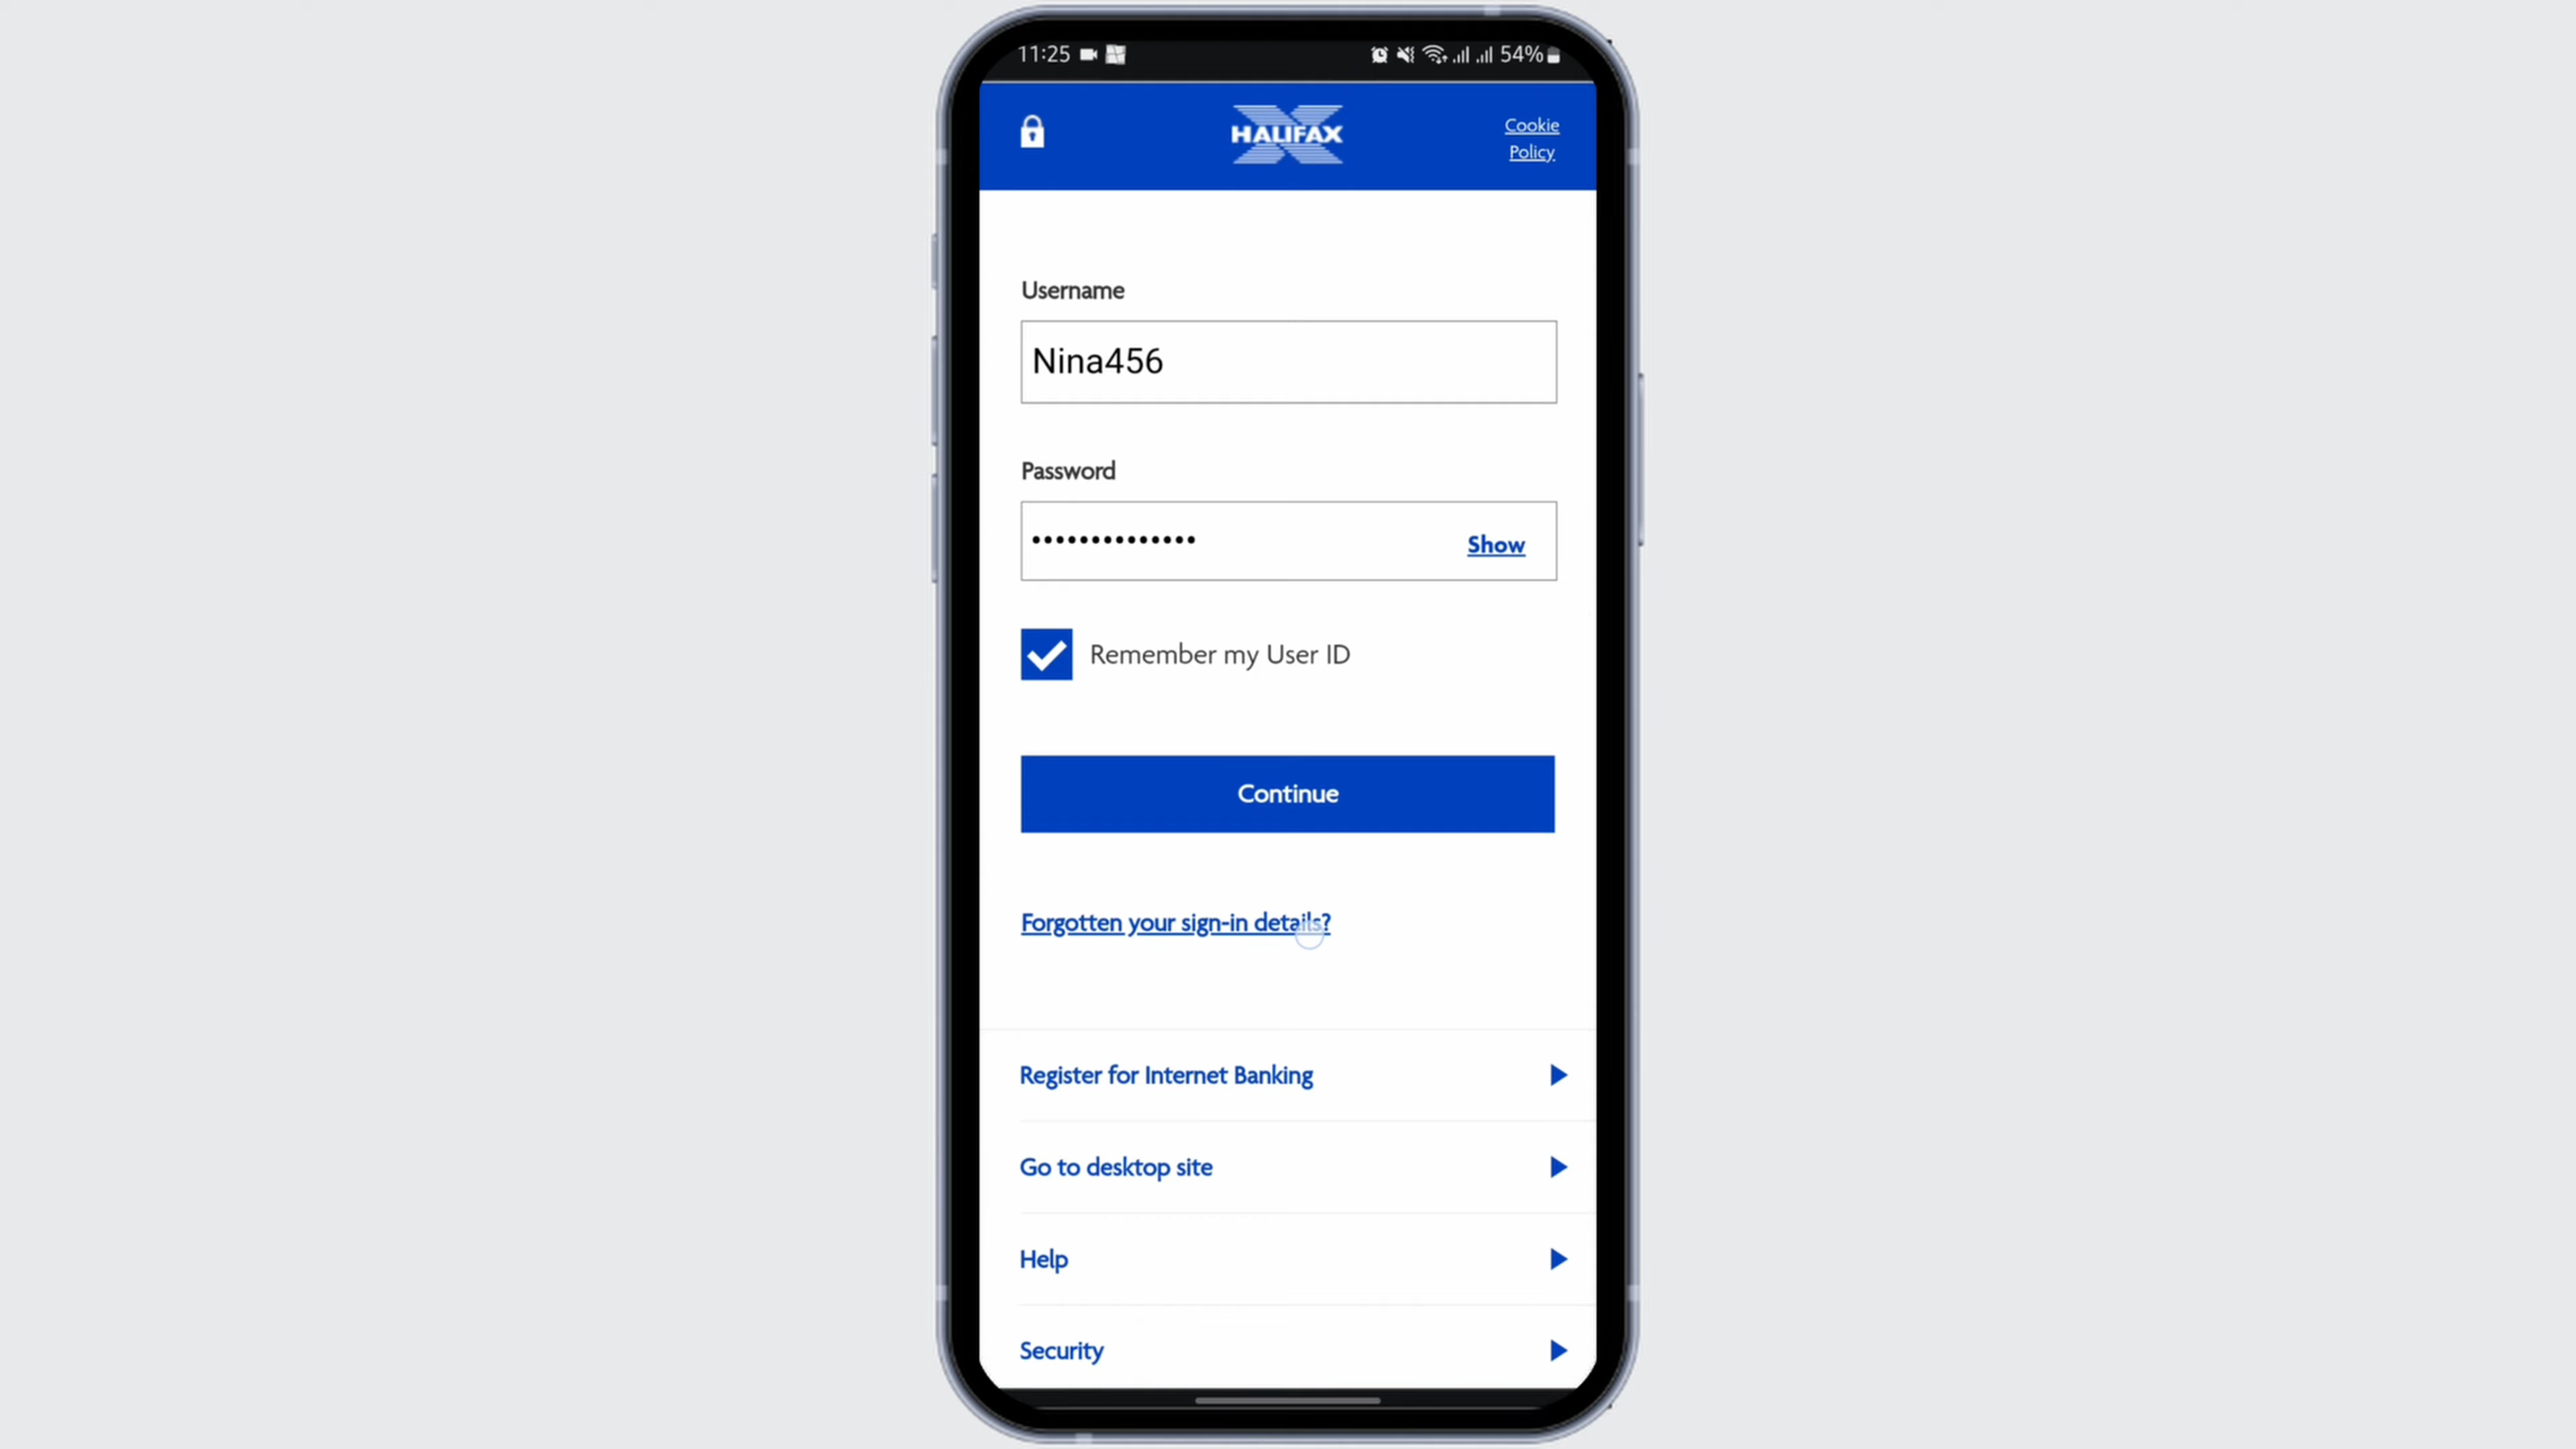 11:25 54%
HALIFAX
Cookie
Policy
Username
Nina456
Password
••••••••••••••
Show
Remember my User ID
Continue
Forgotten your sign-in details?
Register for Internet Banking
Go to desktop site
Help
Security